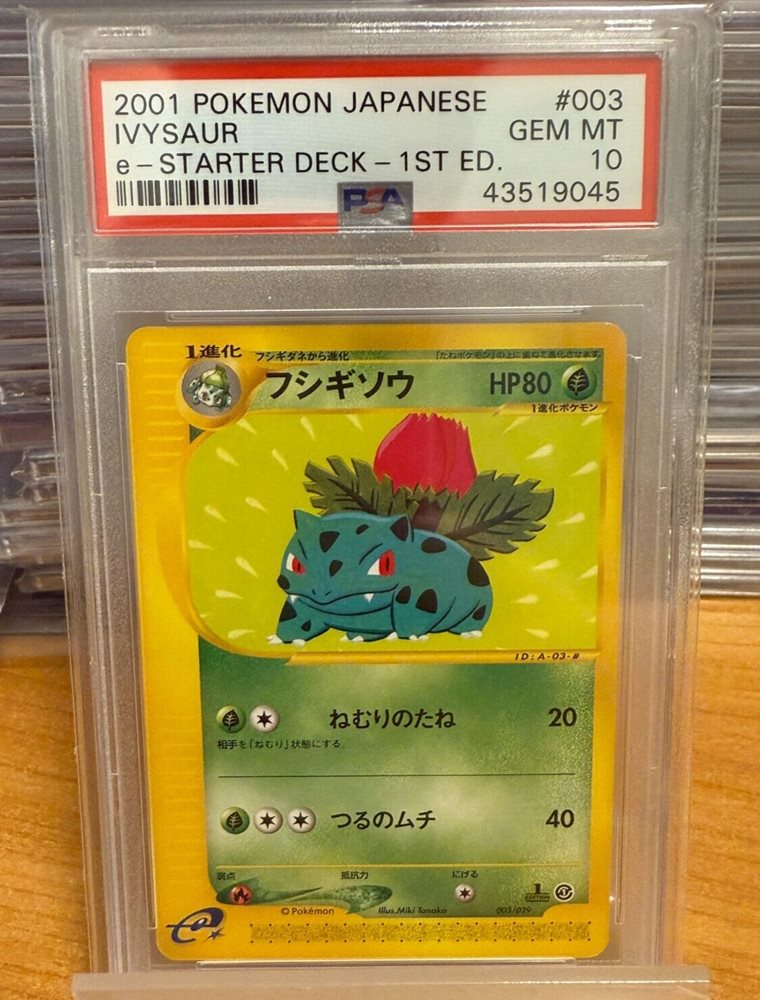 2001 POKEMON JAPANESE #003
IVYSAUR GEM MT
e-STARTER DECK-1ST ED. 10
PSA 43519045
1進化 フシギダネから進化 「たねポケモン」の上に重ねて進化させます
フシギソウ HP80
1進化ポケモン
ID:A-03-#
ねむりのたね 20
相手を「ねむり」状態にする。
つるのムチ 40
弱点 抵抗力 にげる
1
EDITION
©Pokémon Illus.Miki Tanaka 003/029
e